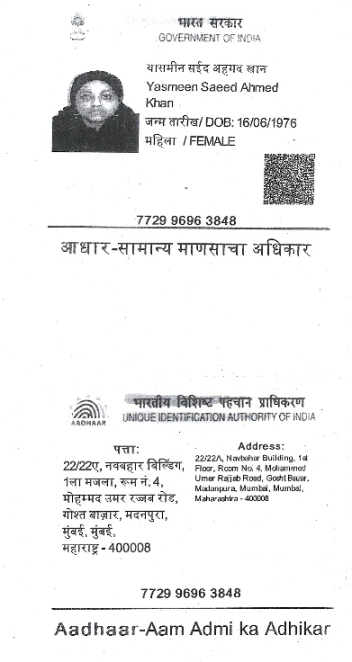 भारत सरकार
GOVERNMENT OF INDIA
यासमीन सईद अहमद खान
Yasmeen Saeed Ahmed
Khan
जन्म तारीख/ DOB: 16/06/1976
महिला / FEMALE
7729 9696 3848
आधार-सामान्य माणसाचा अधिकार
भारतीय विशिष्ट पहचान प्राधिकरण
UNIQUE IDENTIFICATION AUTHORITY OF INDIA
AADHAAR
पत्ता:
22/22ए, नवबहार बिल्डिंग,
1ला मजला, रूम नं. 4,
मोहम्मद उमर रज्जब रोड,
गोश्त बाज़ार, मदनपुरा,
मुंबई, मुंबई,
महाराष्ट्र - 400008
Address:
22/22A, Navbahar Building, 1st
Floor, Room No. 4, Mohammed
Umer Rajjab Road, Gosht Bazar,
Madanpura, Mumbai, Mumbai,
Maharashtra - 400008
7729 9696 3848
Aadhaar-Aam Admi ka Adhikar